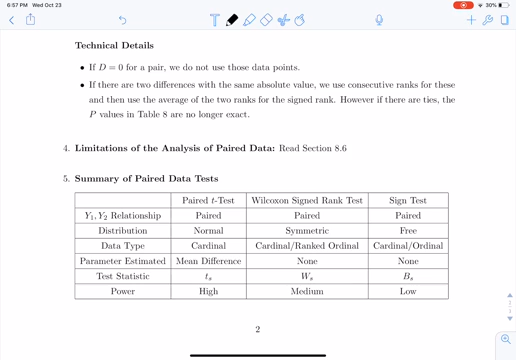 6:57 PM Wed Oct 23
30%
Technical Details
• If D = 0 for a pair, we do not use those data points.
• If there are two differences with the same absolute value, we use consecutive ranks for these
and then use the average of the two ranks for the signed rank. However if there are ties, the
P values in Table 8 are no longer exact.
4. Limitations of the Analysis of Paired Data: Read Section 8.6
5. Summary of Paired Data Tests
Paired t-Test Wilcoxon Signed Rank Test Sign Test
Y₁, Y₂ Relationship Paired Paired Paired
Distribution Normal Symmetric Free
Data Type Cardinal Cardinal/Ranked Ordinal Cardinal/Ordinal
Parameter Estimated Mean Difference None None
Test Statistic tₛ Wₛ Bₛ
Power High Medium Low
2